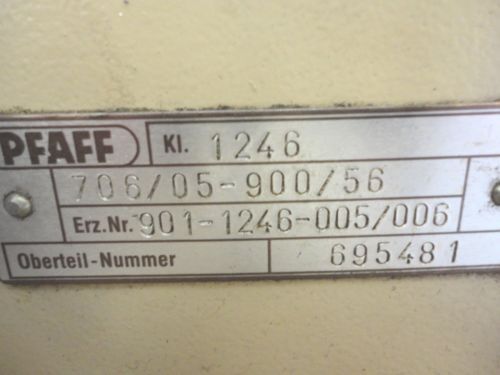 PFAFF Kl. 1246
706/05-900/56
Erz.Nr. 901-1246-005/006
Oberteil-Nummer 695481